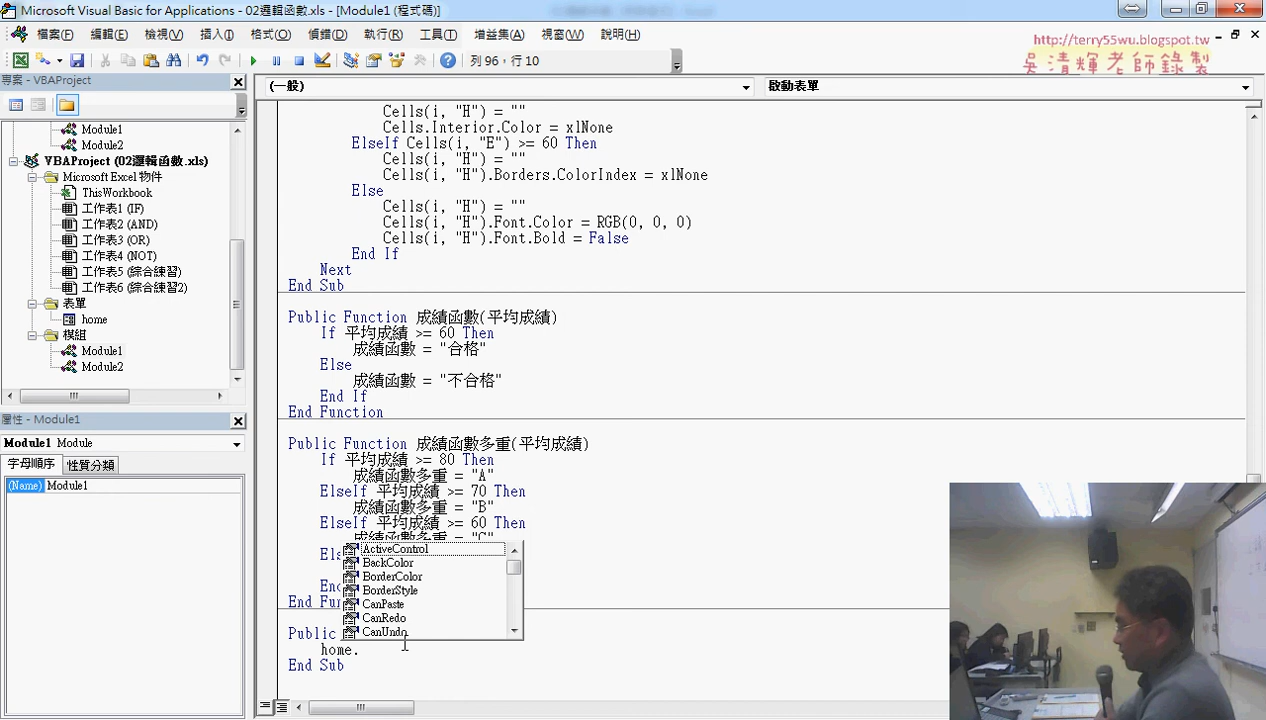 Microsoft Visual Basic for Applications - 02邏輯函數.xls - [Module1 (程式碼)]
檔案(F) 編輯(E) 檢視(V) 插入(I) 格式(O) 偵錯(D) 執行(R) 工具(T) 增益集(A) 視窗(W) 說明(H)
http://terry55wu.blogspot.tw
吳清輝老師錄製
列 96，行 10
專案 - VBAProject
(一般)
啟動表單
Module1
Module2
VBAProject (02邏輯函數.xls)
Microsoft Excel 物件
ThisWorkbook
工作表1 (IF)
工作表2 (AND)
工作表3 (OR)
工作表4 (NOT)
工作表5 (綜合練習)
工作表6 (綜合練習2)
表單
home
模組
Module1
Module2
屬性 - Module1
Module1 Module
字母順序 性質分類
(Name) Module1
Cells(i, "H") = ""
Cells.Interior.Color = xlNone
ElseIf Cells(i, "E") >= 60 Then
Cells(i, "H") = ""
Cells(i, "H").Borders.ColorIndex = xlNone
Else
Cells(i, "H") = ""
Cells(i, "H").Font.Color = RGB(0, 0, 0)
Cells(i, "H").Font.Bold = False
End If
Next
End Sub
Public Function 成績函數(平均成績)
If 平均成績 >= 60 Then
成績函數 = "合格"
Else
成績函數 = "不合格"
End If
End Function
Public Function 成績函數多重(平均成績)
If 平均成績 >= 80 Then
成績函數多重 = "A"
ElseIf 平均成績 >= 70 Then
成績函數多重 = "B"
ElseIf 平均成績 >= 60 Then
成績函數多重 = "C"
ActiveControl
BackColor
BorderColor
BorderStyle
CanPaste
CanRedo
CanUndo
Public
home.
End Sub